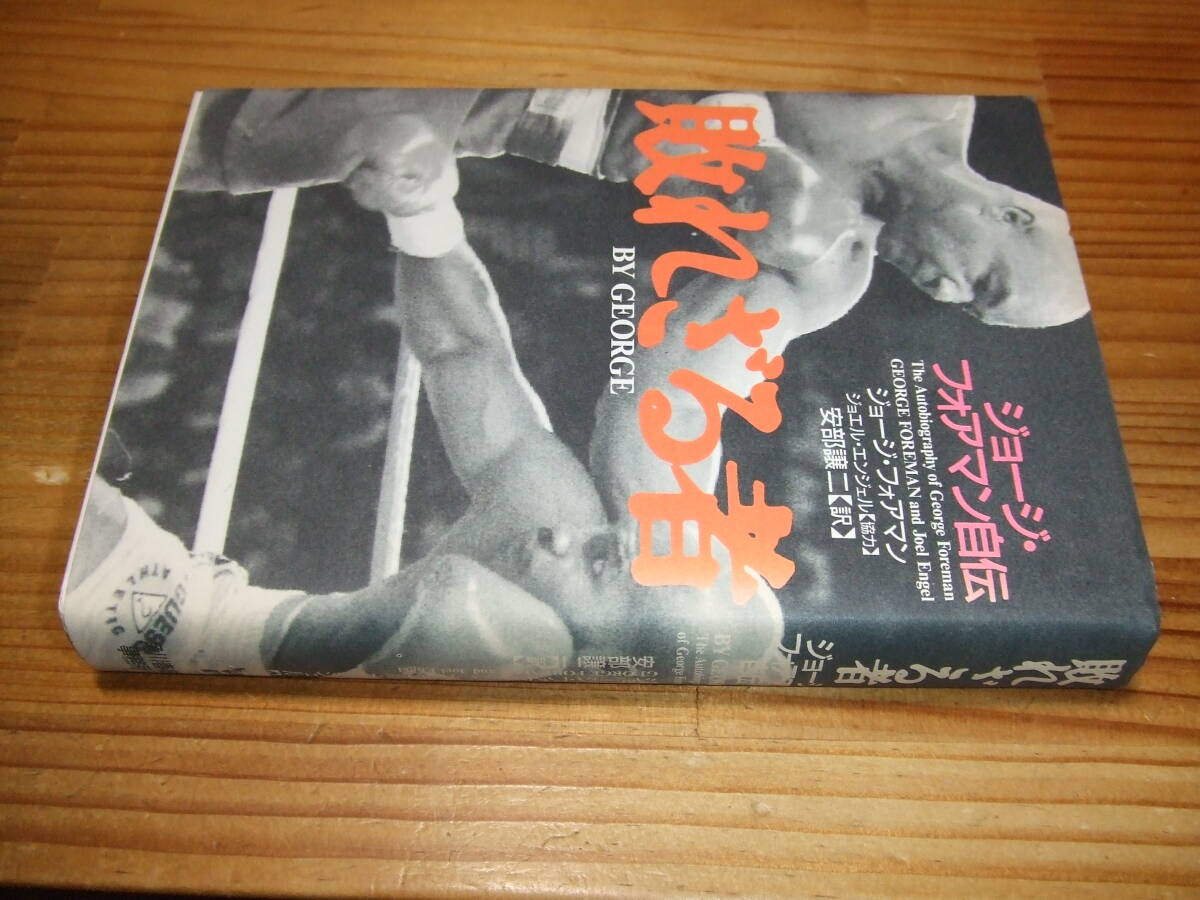 敗れざる者
BY GEORGE
ジョージ・
フォアマン自伝
The Autobiography of George Foreman
GEORGE FOREMAN and Joel Engel
ジョージ・フォアマン
ジョエル・エンジェル【協力】
安部譲二【訳】
敗れざる者